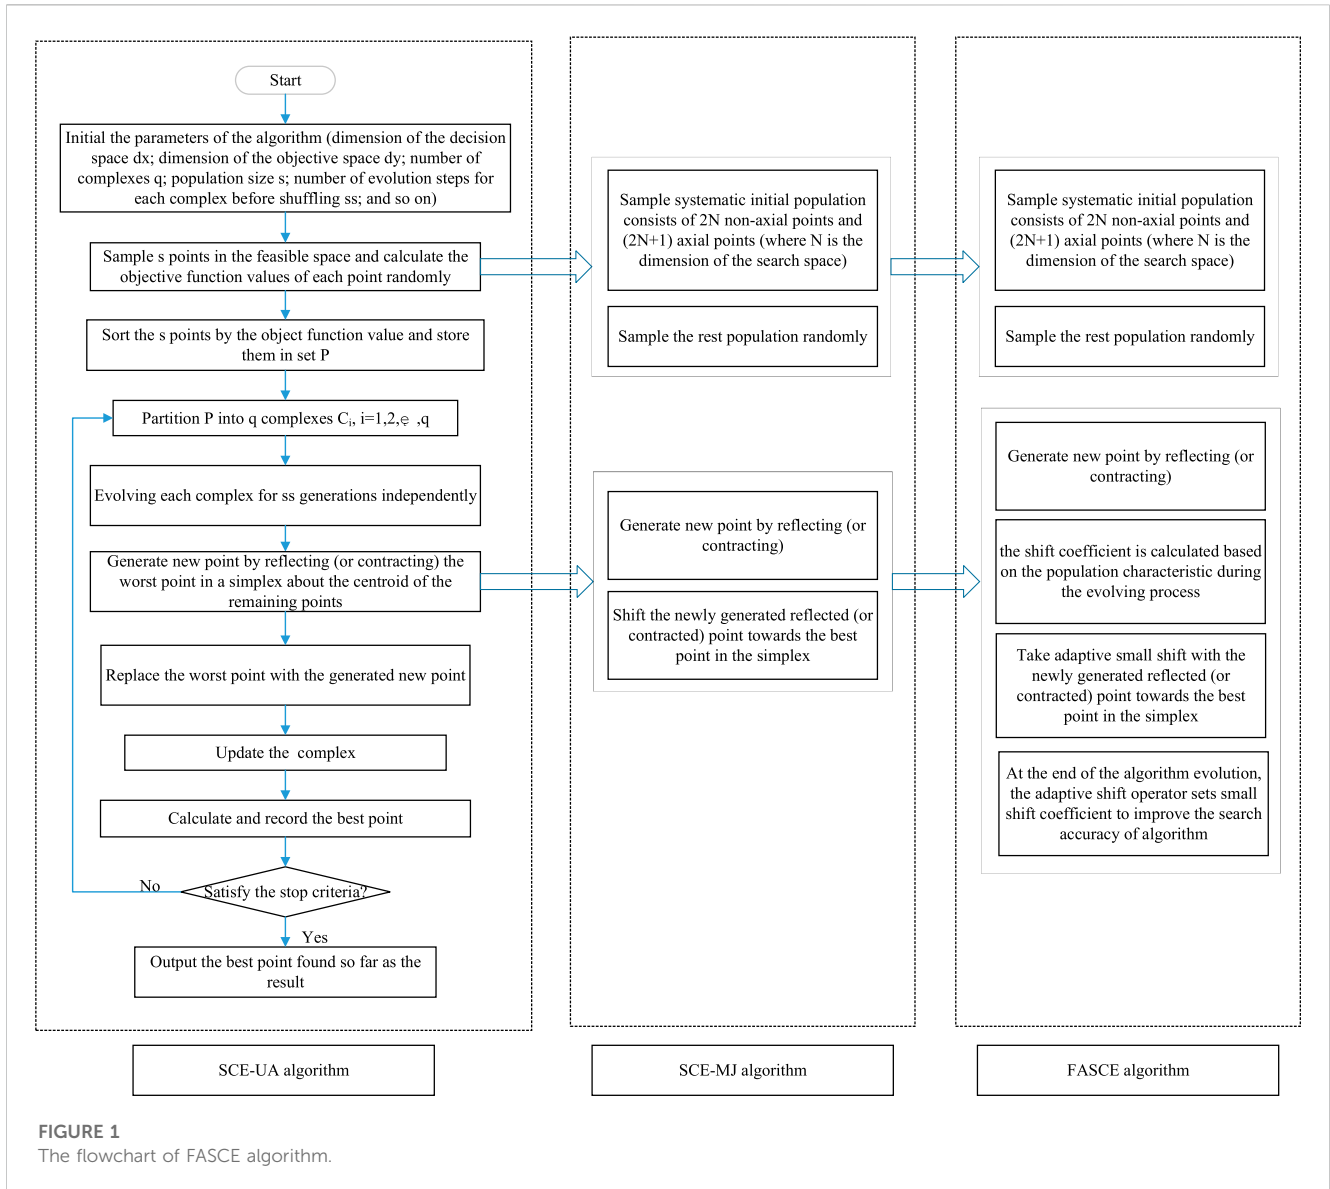 Start
Initial the parameters of the algorithm (dimension of the decision
space dx; dimension of the objective space dy; number of
complexes q; population size s; number of evolution steps for
each complex before shuffling ss; and so on)
Sample s points in the feasible space and calculate the
objective function values of each point randomly
Sort the s points by the object function value and store
them in set P
Partition P into q complexes Cᵢ, i=1,2,⋯,q
Evolving each complex for ss generations independently
Generate new point by reflecting (or contracting) the
worst point in a simplex about the centroid of the
remaining points
Replace the worst point with the generated new point
Update the complex
Calculate and record the best point
Satisfy the stop criteria?
No
Yes
Output the best point found so far as the
result
SCE-UA algorithm
Sample systematic initial population
consists of 2N non-axial points and
(2N+1) axial points (where N is the
dimension of the search space)
Sample the rest population randomly
Generate new point by reflecting (or
contracting)
Shift the newly generated reflected (or
contracted) point towards the best
point in the simplex
SCE-MJ algorithm
Sample systematic initial population
consists of 2N non-axial points and
(2N+1) axial points (where N is the
dimension of the search space)
Sample the rest population randomly
Generate new point by reflecting (or
contracting)
the shift coefficient is calculated based
on the population characteristic during
the evolving process
Take adaptive small shift with the
newly generated reflected (or
contracted) point towards the best
point in the simplex
At the end of the algorithm evolution,
the adaptive shift operator sets small
shift coefficient to improve the search
accuracy of algorithm
FASCE algorithm
FIGURE 1
The flowchart of FASCE algorithm.